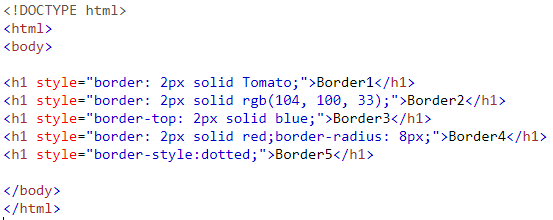 <!DOCTYPE html>
<html>
<body>
<h1 style="border: 2px solid Tomato;">Border1</h1>
<h1 style="border: 2px solid rgb(104, 100, 33);">Border2</h1>
<h1 style="border-top: 2px solid blue;">Border3</h1>
<h1 style="border: 2px solid red;border-radius: 8px;">Border4</h1>
<h1 style="border-style:dotted;">Border5</h1>
</body>
</html>